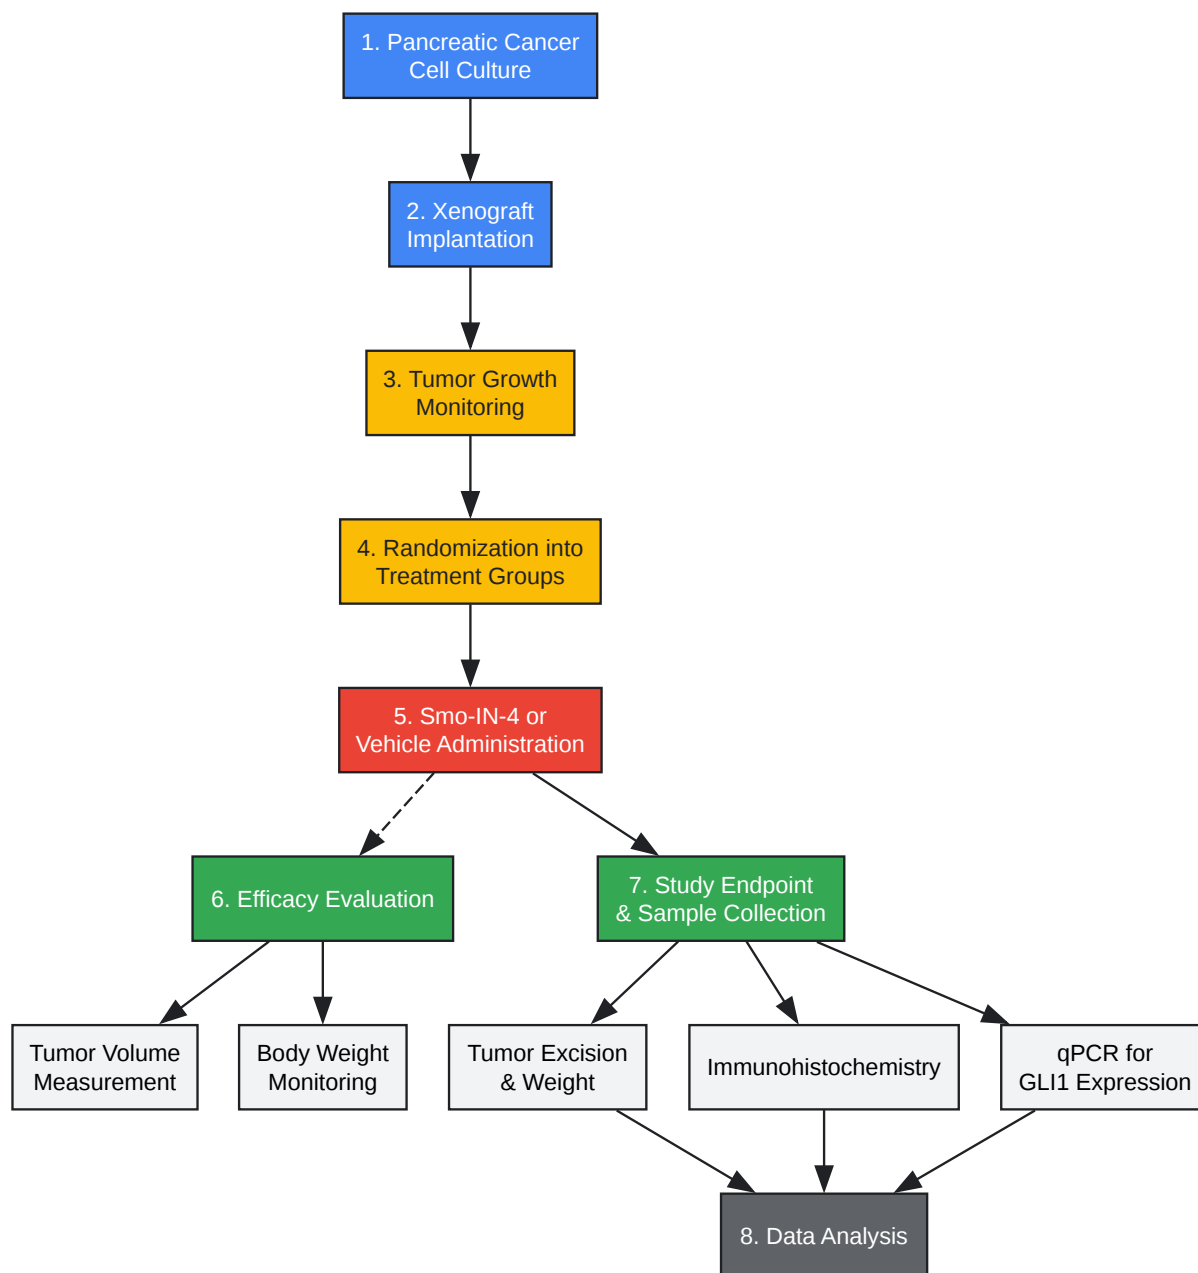 1. Pancreatic Cancer
Cell Culture
2. Xenograft
Implantation
3. Tumor Growth
Monitoring
4. Randomization into
Treatment Groups
5. Smo-IN-4 or
Vehicle Administration
6. Efficacy Evaluation
7. Study Endpoint
& Sample Collection
Tumor Volume
Measurement
Body Weight
Monitoring
Tumor Excision
& Weight
Immunohistochemistry
qPCR for
GLI1 Expression
8. Data Analysis